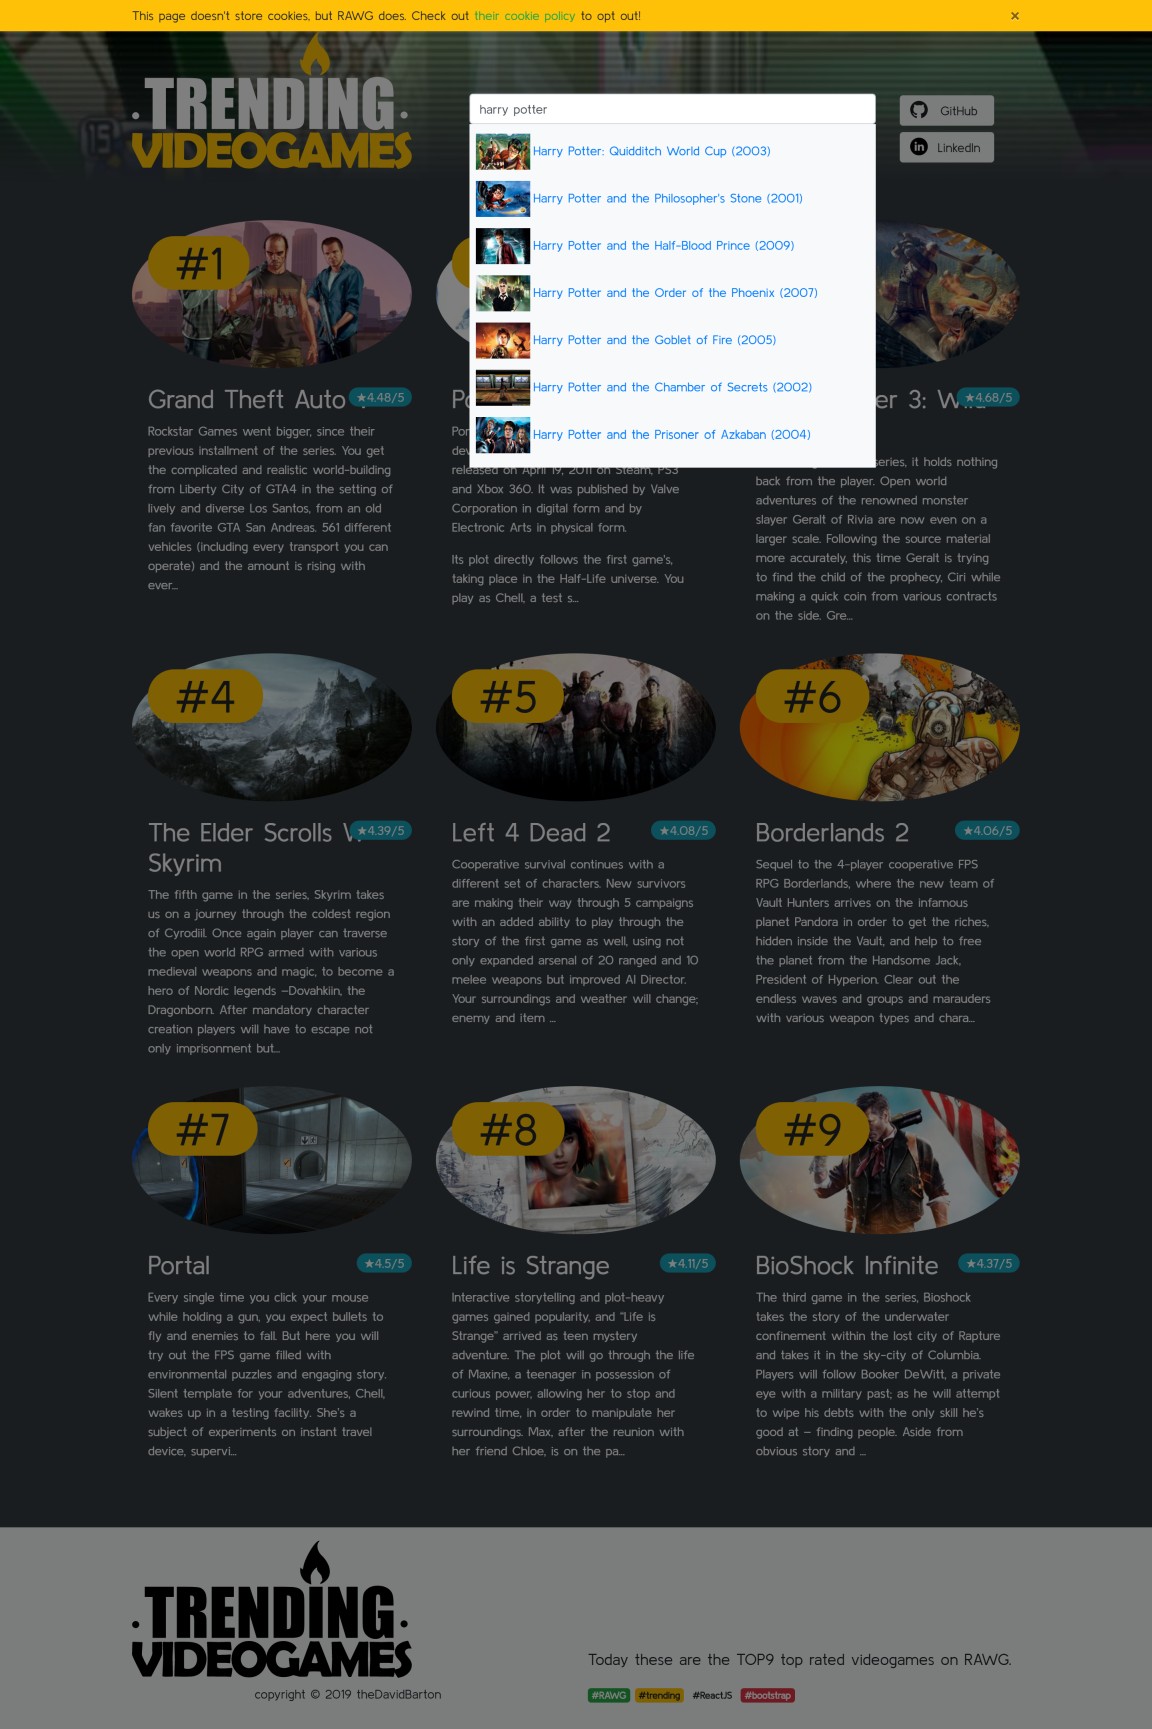 This page doesn't store cookies, but RAWG does. Check out their cookie policy to opt out! ×
TRENDING
VIDEOGAMES
harry potter
GitHub
LinkedIn
Harry Potter: Quidditch World Cup (2003)
Harry Potter and the Philosopher's Stone (2001)
Harry Potter and the Half-Blood Prince (2009)
Harry Potter and the Order of the Phoenix (2007)
Harry Potter and the Goblet of Fire (2005)
Harry Potter and the Chamber of Secrets (2002)
Harry Potter and the Prisoner of Azkaban (2004)
#1
Grand Theft Auto
★4.48/5
Rockstar Games went bigger, since their
previous installment of the series. You get
the complicated and realistic world-building
from Liberty City of GTA4 in the setting of
lively and diverse Los Santos, from an old
fan favorite GTA San Andreas. 561 different
vehicles (including every transport you can
operate) and the amount is rising with
ever...
released on April 19, 2011 on Steam, PS3
and Xbox 360. It was published by Valve
Corporation in digital form and by
Electronic Arts in physical form.
Its plot directly follows the first game's,
taking place in the Half-Life universe. You
play as Chell, a test s...
er 3: W
★4.68/5
series, it holds nothing
back from the player. Open world
adventures of the renowned monster
slayer Geralt of Rivia are now even on a
larger scale. Following the source material
more accurately, this time Geralt is trying
to find the child of the prophecy, Ciri while
making a quick coin from various contracts
on the side. Gre...
#4
The Elder Scrolls V
Skyrim
★4.39/5
The fifth game in the series, Skyrim takes
us on a journey through the coldest region
of Cyrodiil. Once again player can traverse
the open world RPG armed with various
medieval weapons and magic, to become a
hero of Nordic legends –Dovahkiin, the
Dragonborn. After mandatory character
creation players will have to escape not
only imprisonment but...
#5
Left 4 Dead 2
★4.08/5
Cooperative survival continues with a
different set of characters. New survivors
are making their way through 5 campaigns
with an added ability to play through the
story of the first game as well, using not
only expanded arsenal of 20 ranged and 10
melee weapons but improved AI Director.
Your surroundings and weather will change;
enemy and item ...
#6
Borderlands 2
★4.06/5
Sequel to the 4-player cooperative FPS
RPG Borderlands, where the new team of
Vault Hunters arrives on the infamous
planet Pandora in order to get the riches,
hidden inside the Vault, and help to free
the planet from the Handsome Jack,
President of Hyperion. Clear out the
endless waves and groups and marauders
with various weapon types and chara...
#7
Portal
★4.5/5
Every single time you click your mouse
while holding a gun, you expect bullets to
fly and enemies to fall. But here you will
try out the FPS game filled with
environmental puzzles and engaging story.
Silent template for your adventures, Chell,
wakes up in a testing facility. She's a
subject of experiments on instant travel
device, supervi...
#8
Life is Strange
★4.11/5
Interactive storytelling and plot-heavy
games gained popularity, and “Life is
Strange” arrived as teen mystery
adventure. The plot will go through the life
of Maxine, a teenager in possession of
curious power, allowing her to stop and
rewind time, in order to manipulate her
surroundings. Max, after the reunion with
her friend Chloe, is on the pa...
#9
BioShock Infinite
★4.37/5
The third game in the series, Bioshock
takes the story of the underwater
confinement within the lost city of Rapture
and takes it in the sky-city of Columbia.
Players will follow Booker DeWitt, a private
eye with a military past; as he will attempt
to wipe his debts with the only skill he's
good at – finding people. Aside from
obvious story and ...
TRENDING
VIDEOGAMES
copyright © 2019 theDavidBarton
Today these are the TOP9 top rated videogames on RAWG.
#RAWG #trending #ReactJS #bootstrap